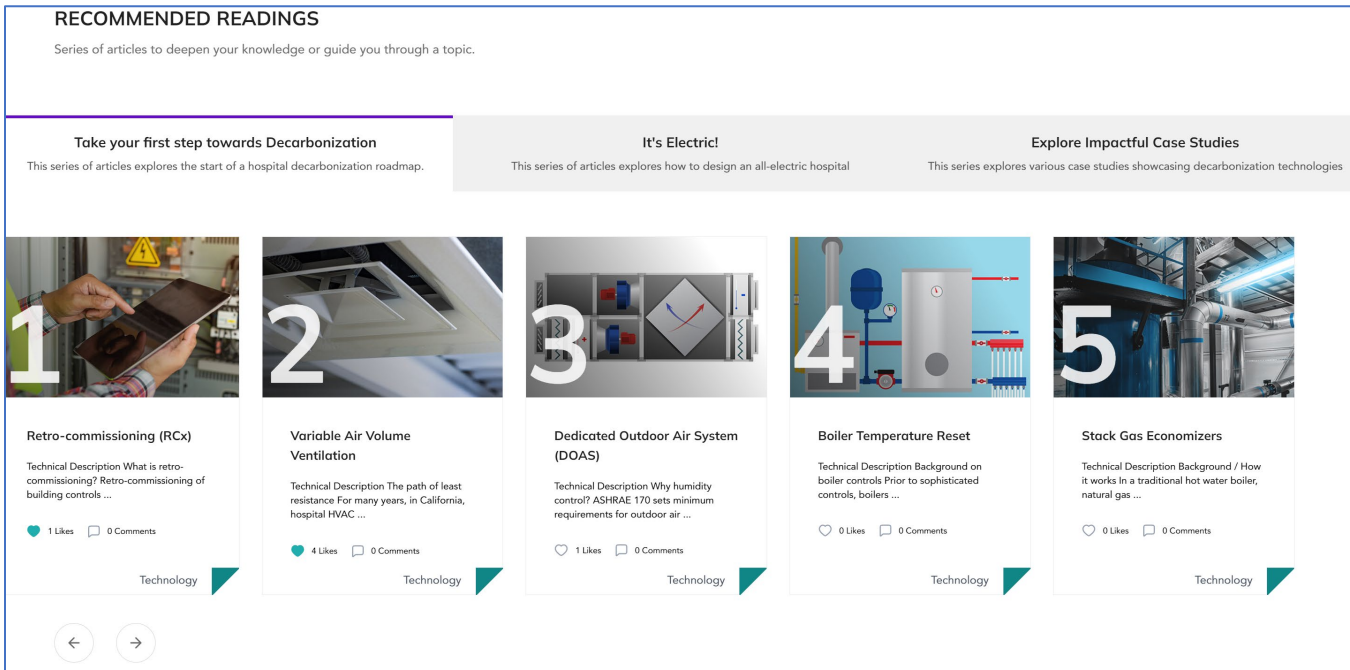 RECOMMENDED READINGS
Series of articles to deepen your knowledge or guide you through a topic.
Take your first step towards Decarbonization
This series of articles explores the start of a hospital decarbonization roadmap.
It's Electric!
This series of articles explores how to design an all-electric hospital
Explore Impactful Case Studies
This series explores various case studies showcasing decarbonization technologies
1
Retro-commissioning (RCx)
Technical Description What is retro-
commissioning? Retro-commissioning of
building controls ...
1 Likes 0 Comments
Technology
2
Variable Air Volume
Ventilation
Technical Description The path of least
resistance For many years, in California,
hospital HVAC ...
4 Likes 0 Comments
Technology
3
Dedicated Outdoor Air System
(DOAS)
Technical Description Why humidity
control? ASHRAE 170 sets minimum
requirements for outdoor air ...
1 Likes 0 Comments
Technology
4
Boiler Temperature Reset
Technical Description Background on
boiler controls Prior to sophisticated
controls, boilers ...
0 Likes 0 Comments
Technology
5
Stack Gas Economizers
Technical Description Background / How
it works In a traditional hot water boiler,
natural gas ...
0 Likes 0 Comments
Technology